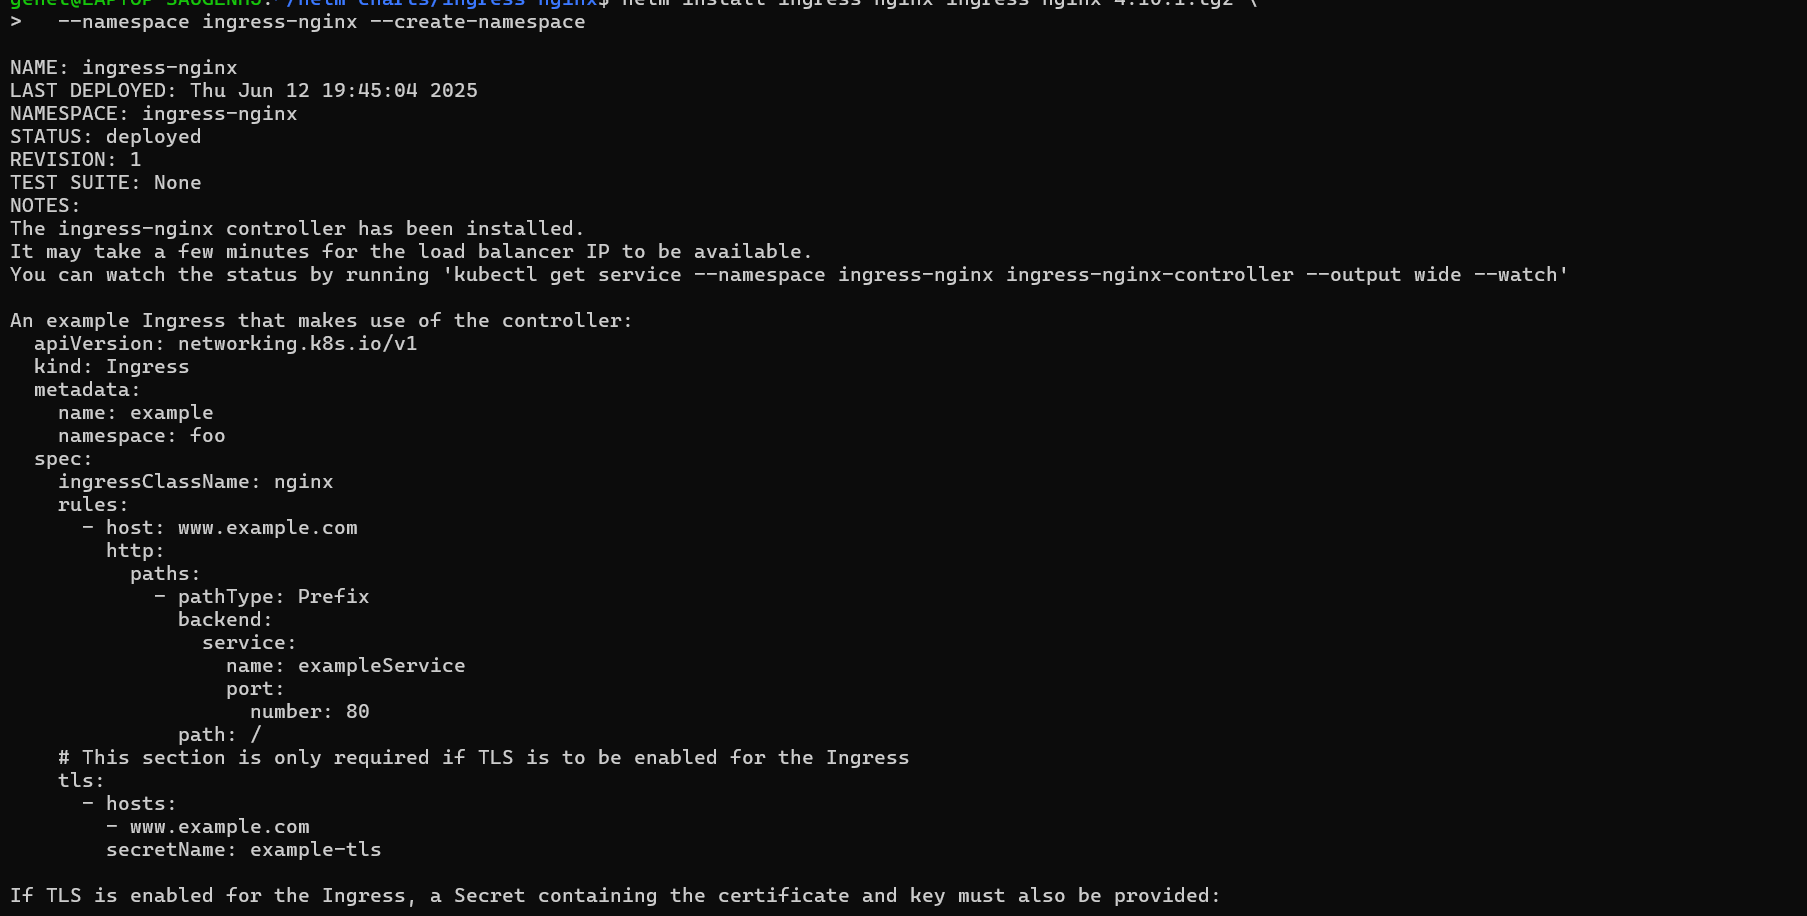 genet@LAPTOP-5AUGENH5:~/helm-charts/ingress-nginx$ helm install ingress-nginx ingress-nginx-4.10.1.tgz \
>   --namespace ingress-nginx --create-namespace
NAME: ingress-nginx
LAST DEPLOYED: Thu Jun 12 19:45:04 2025
NAMESPACE: ingress-nginx
STATUS: deployed
REVISION: 1
TEST SUITE: None
NOTES:
The ingress-nginx controller has been installed.
It may take a few minutes for the load balancer IP to be available.
You can watch the status by running 'kubectl get service --namespace ingress-nginx ingress-nginx-controller --output wide --watch'
An example Ingress that makes use of the controller:
  apiVersion: networking.k8s.io/v1
  kind: Ingress
  metadata:
    name: example
    namespace: foo
  spec:
    ingressClassName: nginx
    rules:
      - host: www.example.com
        http:
          paths:
            - pathType: Prefix
              backend:
                service:
                  name: exampleService
                  port:
                    number: 80
              path: /
    # This section is only required if TLS is to be enabled for the Ingress
    tls:
      - hosts:
        - www.example.com
        secretName: example-tls
If TLS is enabled for the Ingress, a Secret containing the certificate and key must also be provided: